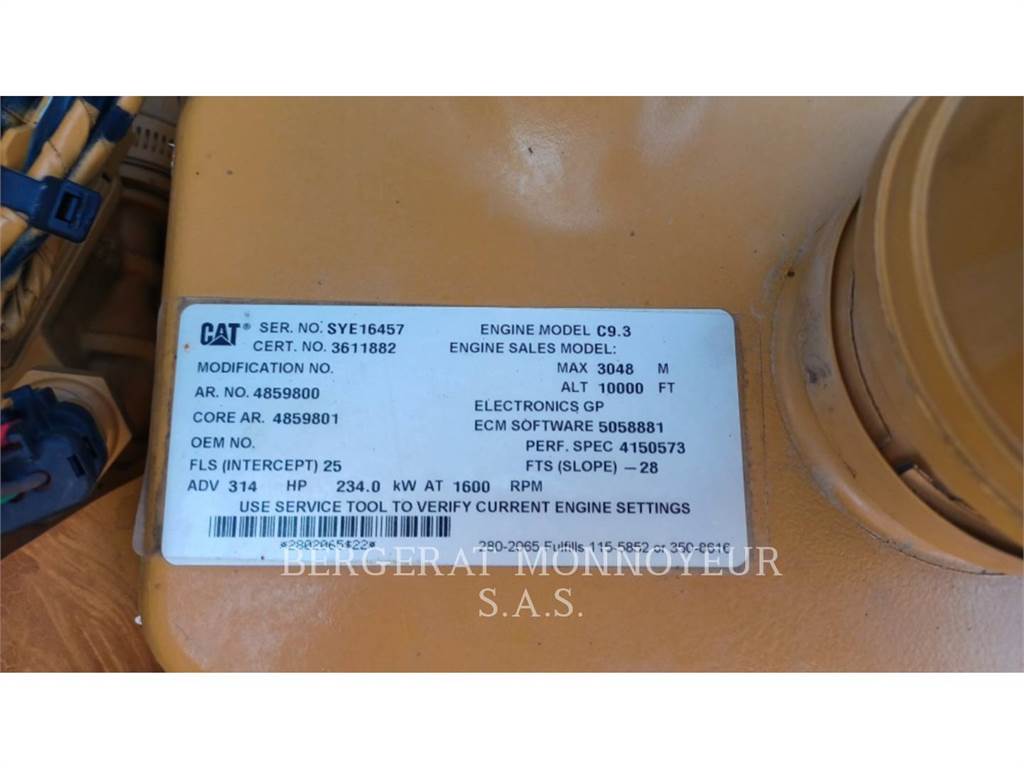 CAT® SER. NO. SYE16457 ENGINE MODEL C9.3
CERT. NO. 3611882 ENGINE SALES MODEL:
MODIFICATION NO. MAX 3048 M
AR. NO. 4859800 ALT 10000 FT
CORE AR. 4859801 ELECTRONICS GP
ECM SOFTWARE 5058881
OEM NO. PERF. SPEC 4150573
FLS (INTERCEPT) 25 FTS (SLOPE) –28
ADV 314 HP 234.0 kW AT 1600 RPM
USE SERVICE TOOL TO VERIFY CURRENT ENGINE SETTINGS
*2802065$22* 280-2065 Fulfills 115-5852 or
BERGERAT MONNOYEUR
S.A.S.